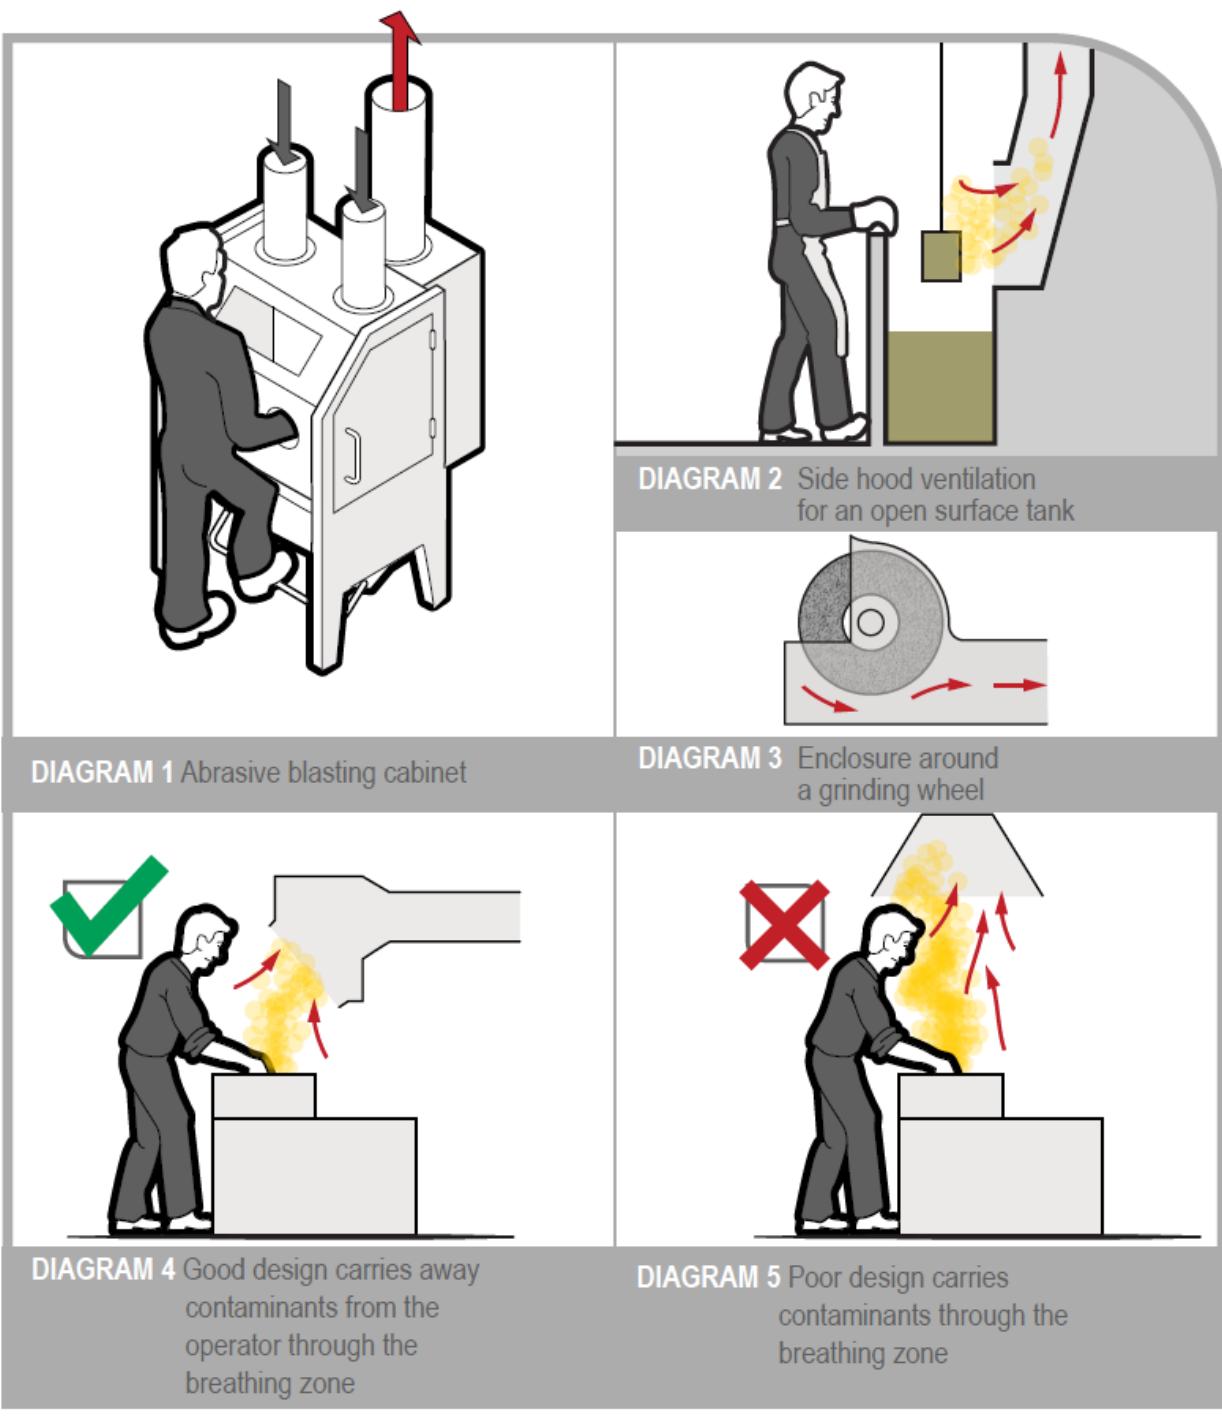 DIAGRAM 2 Side hood ventilation
for an open surface tank
DIAGRAM 1 Abrasive blasting cabinet
DIAGRAM 3 Enclosure around
a grinding wheel
DIAGRAM 4 Good design carries away
contaminants from the
operator through the
breathing zone
DIAGRAM 5 Poor design carries
contaminants through the
breathing zone